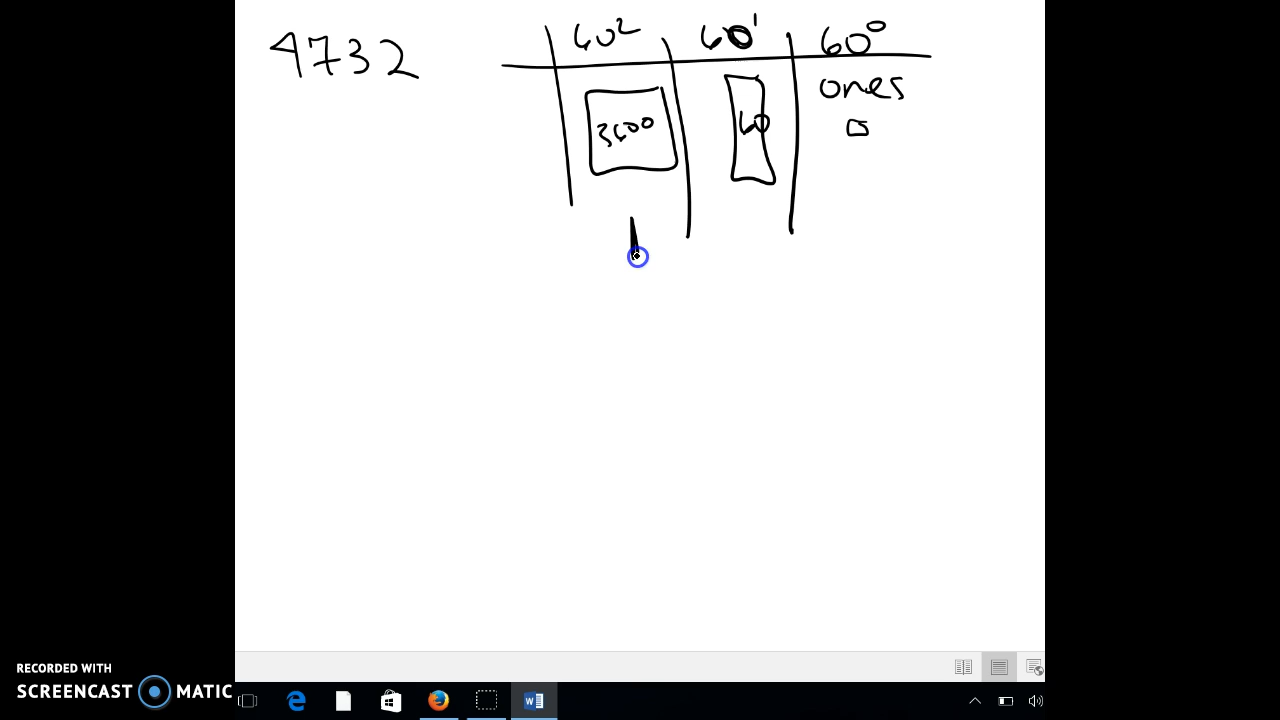 4732
60² 60¹ 60⁰
ones
3600 60
RECORDED WITH
SCREENCAST MATIC